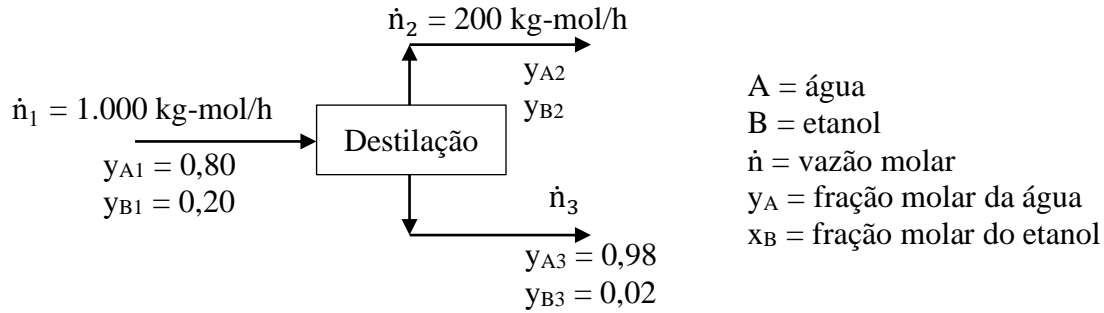 ṅ₂ = 200 kg-mol/h
yA2
yB2
ṅ₁ = 1.000 kg-mol/h
yA1 = 0,80
yB1 = 0,20
Destilação
ṅ₃
yA3 = 0,98
yB3 = 0,02
A = água
B = etanol
ṅ = vazão molar
yA = fração molar da água
xB = fração molar do etanol